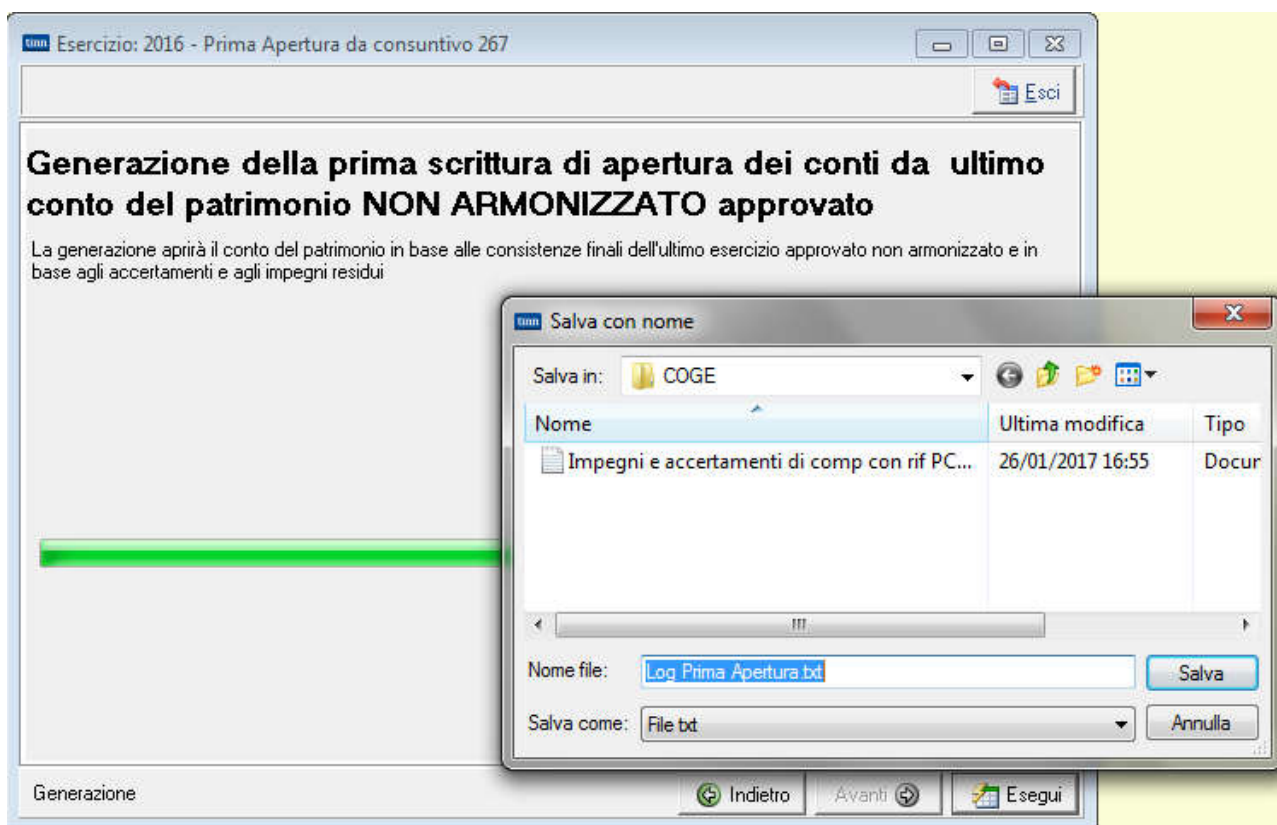 tinn Esercizio: 2016 - Prima Apertura da consuntivo 267
Esci
Generazione della prima scrittura di apertura dei conti da ultimo
conto del patrimonio NON ARMONIZZATO approvato
La generazione aprirà il conto del patrimonio in base alle consistenze finali dell'ultimo esercizio approvato non armonizzato e in
base agli accertamenti e agli impegni residui
tinn Salva con nome
Salva in: COGE
Nome Ultima modifica Tipo
Impegni e accertamenti di comp con rif PC... 26/01/2017 16:55 Docur
Nome file: Log Prima Apertura.txt Salva
Salva come: File txt Annulla
Generazione Indietro Avanti Esegui